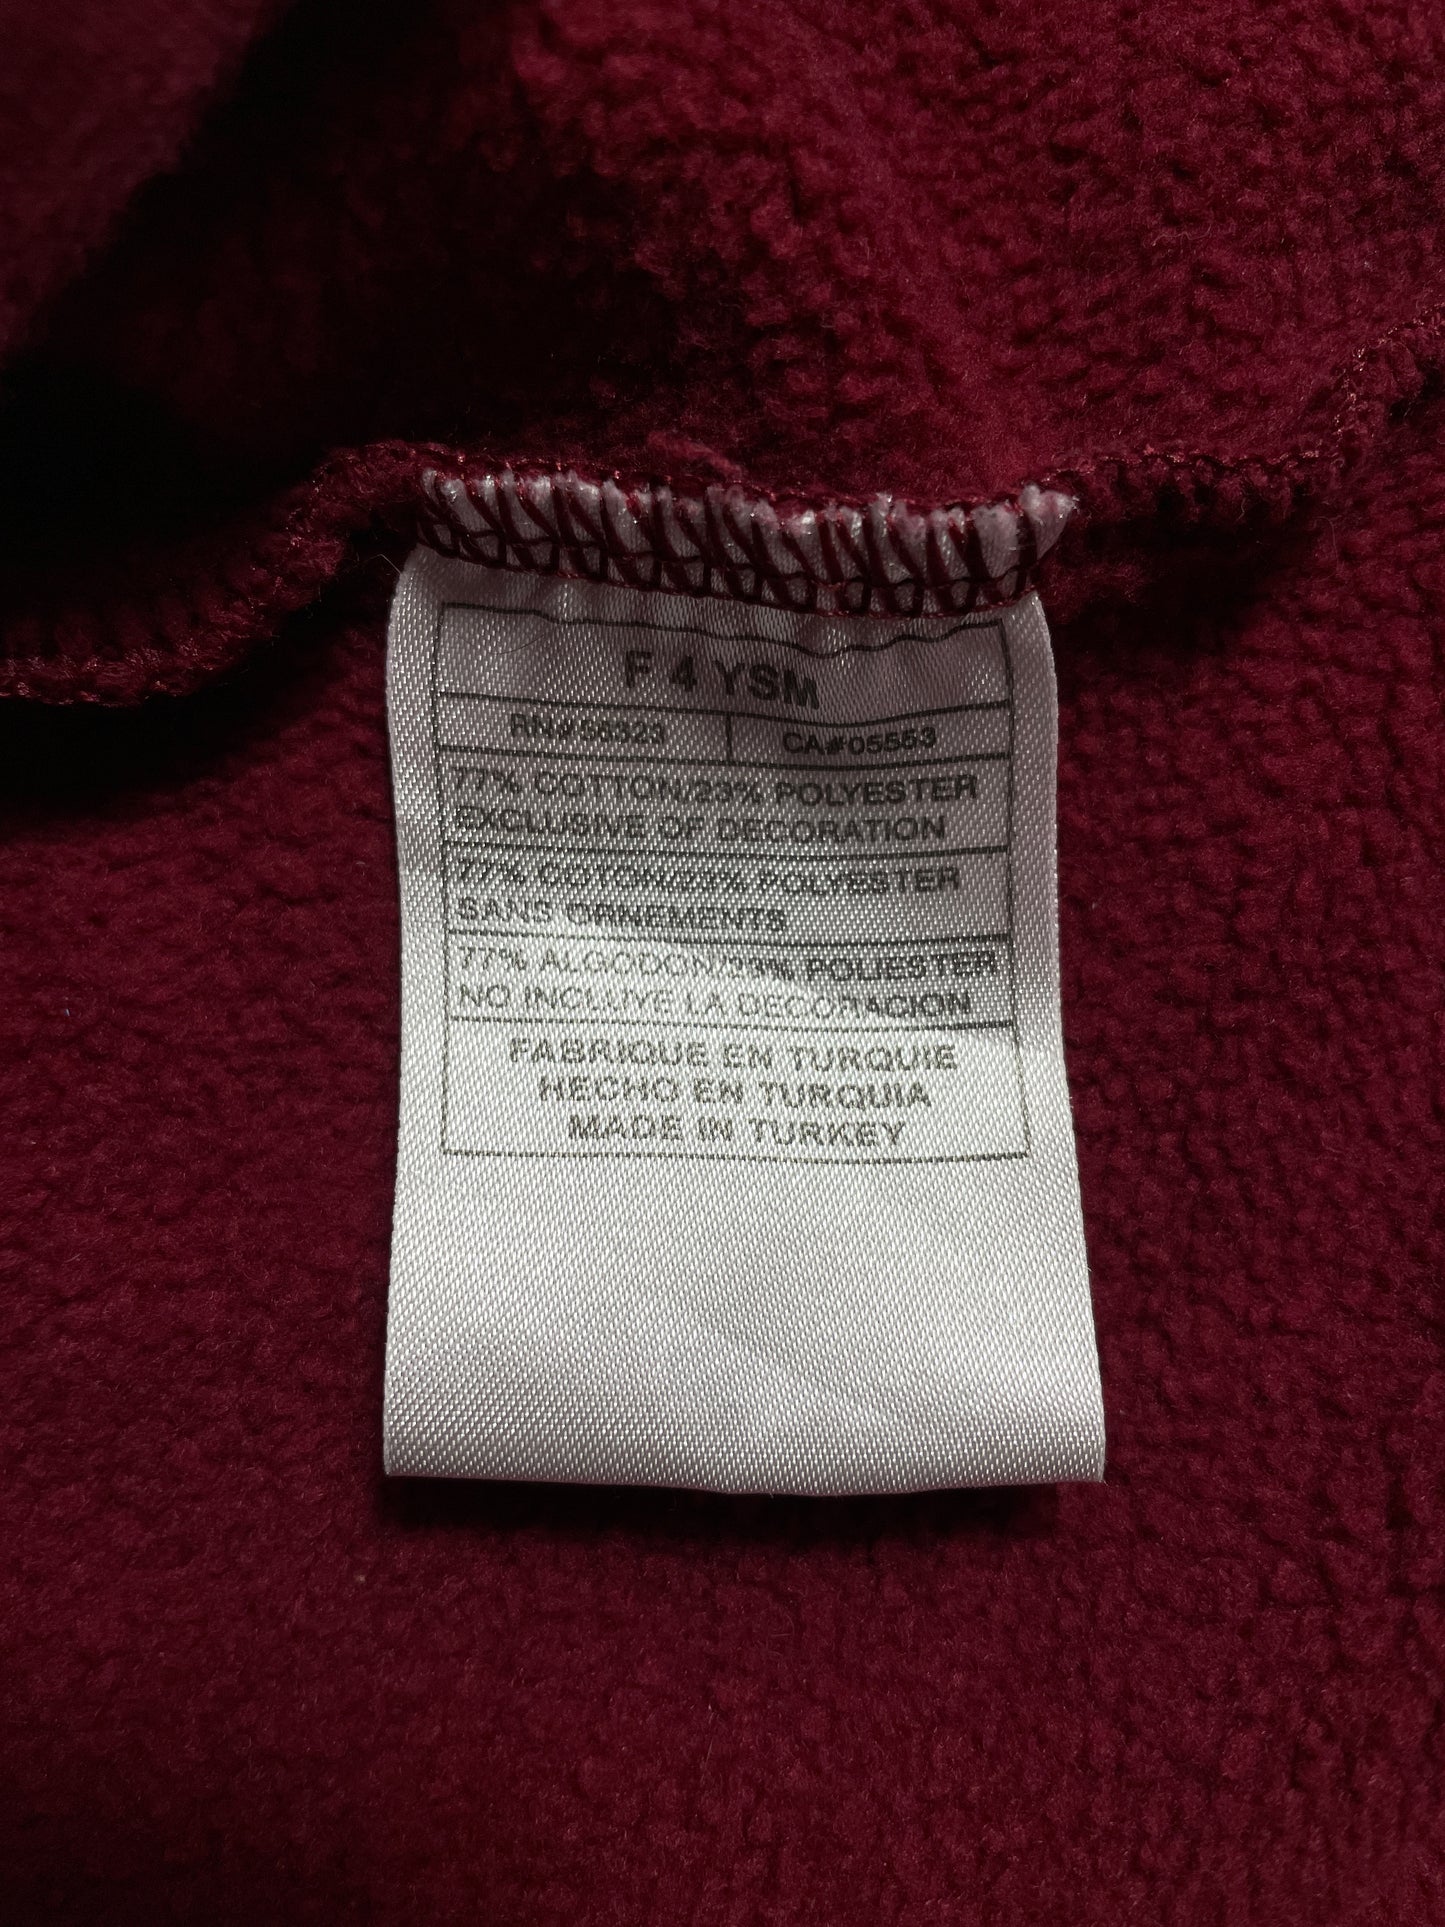 F 4 YSM
RN#56323 CA#05553
77% COTTON/23% POLYESTER
EXCLUSIVE OF DECORATION
77% COTON/23% POLYESTER
SANS ORNEMENTS
77% ALGODON/23% POLIESTER
NO INCLUYE LA DECORACION
FABRIQUE EN TURQUIE
HECHO EN TURQUIA
MADE IN TURKEY